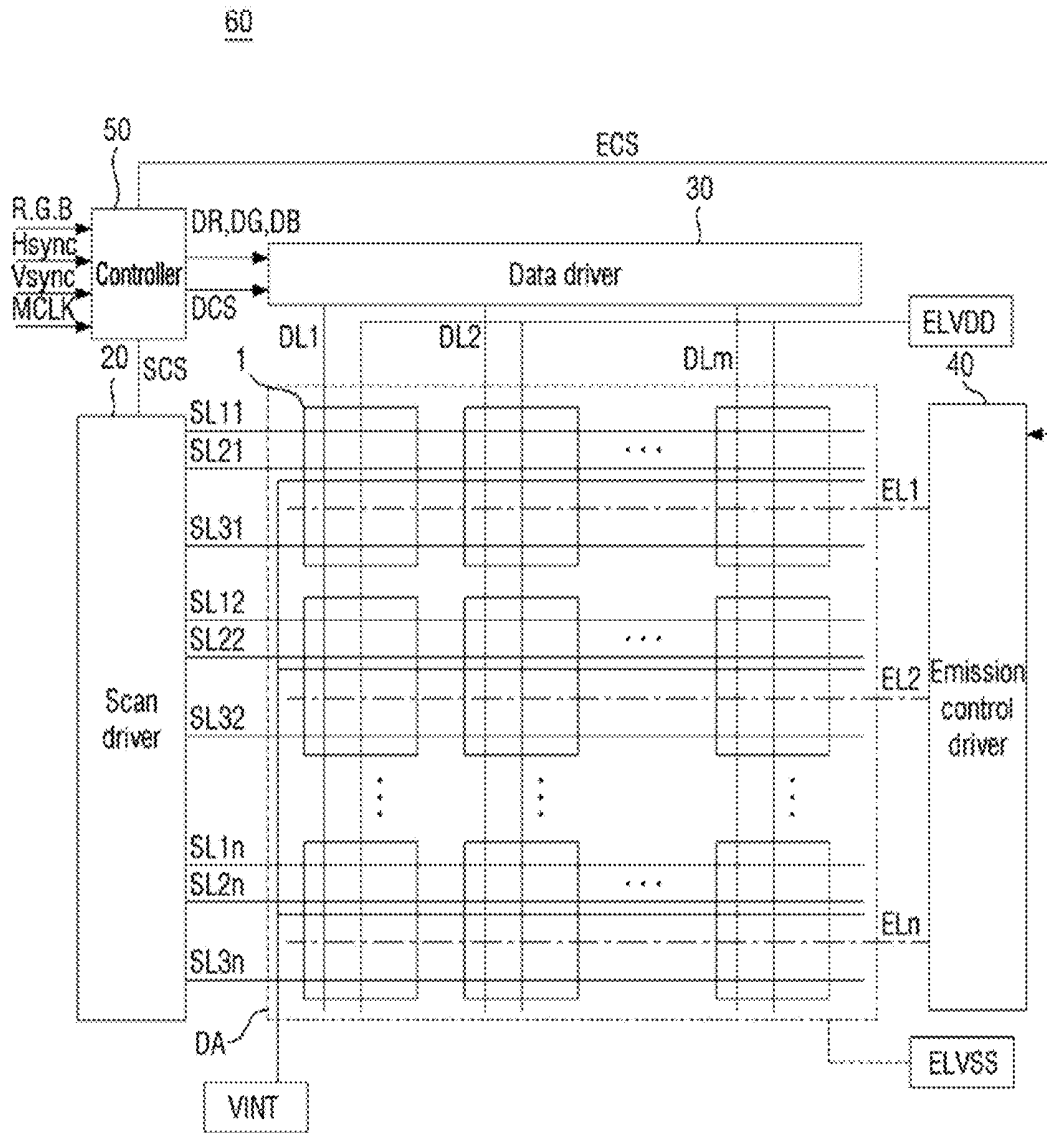 60
50
ECS
30
R.G.B
Hsync
Vsync
MCLK
Controller
DR,DG,DB
DCS
Data driver
DL1
DL2
DLm
ELVDD
20
SCS
1
40
SL11
SL21
SL31
EL1
SL12
SL22
SL32
EL2
Scan
driver
Emission
control
driver
SL1n
SL2n
SL3n
ELn
DA
VINT
ELVSS